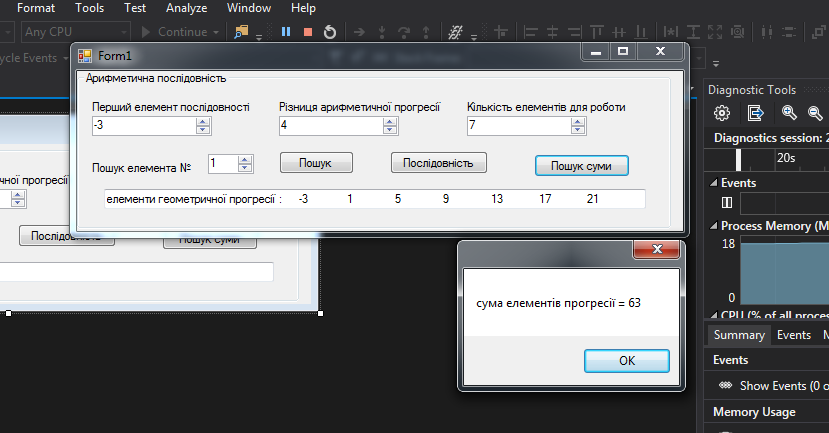 Format Tools Test Analyze Window Help
Any CPU Continue
Cycle Events
Form1
Арифметична послідовність
Перший елемент послідовності Різниця арифметичної прогресії Кількість елементів для роботи
-3 4 7
Пошук елемента № 1 Пошук Послідовність Пошук суми
елементи геометричної прогресії : -3 1 5 9 13 17 21
ичної прогресії
Послідовність Пошук суми
сума елементів прогресії = 63
OK
Diagnostic Tools
Diagnostics session: 2
20s
Events
Process Memory (M
18
0
CPU (% of all proce
Summary Events M
Events
Show Events (0 o
Memory Usage